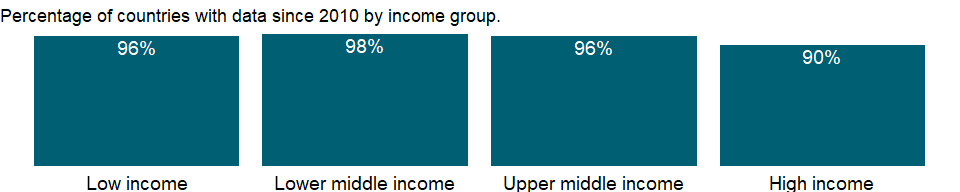 Percentage of countries with data since 2010 by income group.
96% 98% 96% 90%
Low income Lower middle income Upper middle income High income